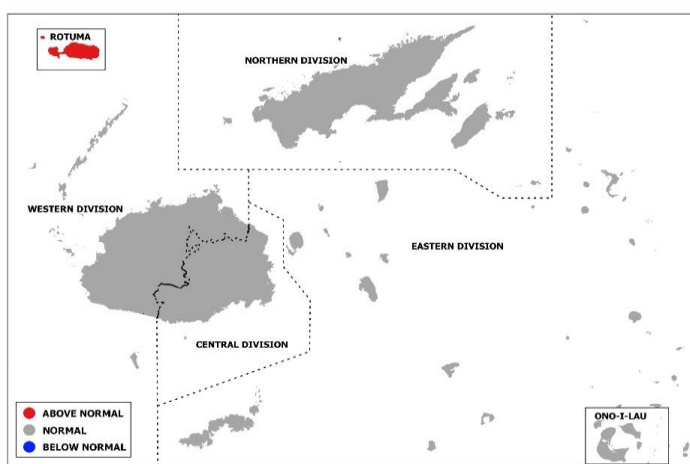 ROTUMA
NORTHERN DIVISION
WESTERN DIVISION
EASTERN DIVISION
CENTRAL DIVISION
ABOVE NORMAL
NORMAL
BELOW NORMAL
ONO-I-LAU